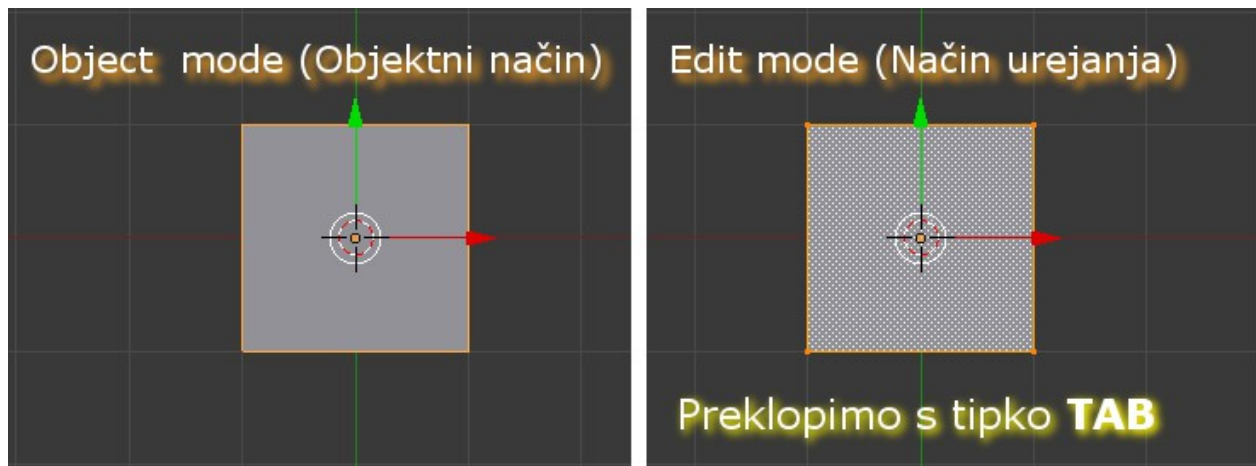 Object mode (Objektni način)
Edit mode (Način urejanja)
Preklopimo s tipko TAB